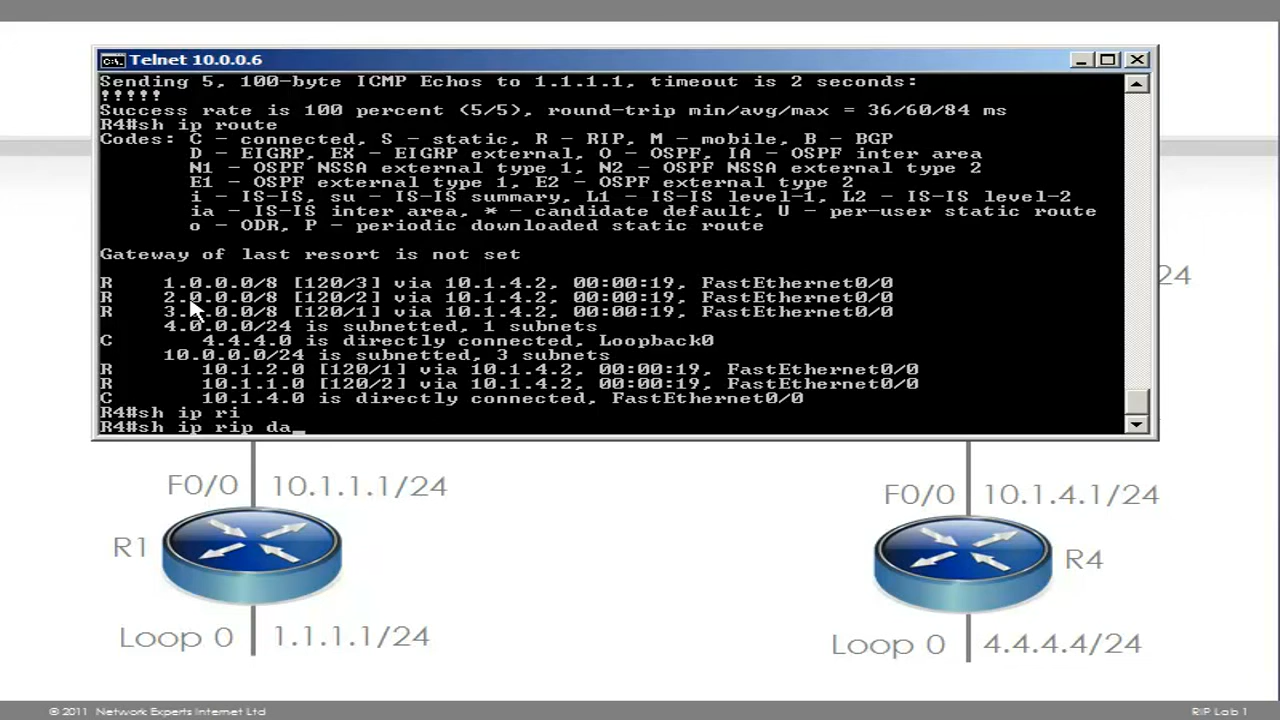 Telnet 10.0.0.6
Sending 5, 100-byte ICMP Echos to 1.1.1.1, timeout is 2 seconds:
!!!!!
Success rate is 100 percent (5/5), round-trip min/avg/max = 36/60/84 ms
R4#sh ip route
Codes: C - connected, S - static, R - RIP, M - mobile, B - BGP
D - EIGRP, EX - EIGRP external, O - OSPF, IA - OSPF inter area
N1 - OSPF NSSA external type 1, N2 - OSPF NSSA external type 2
E1 - OSPF external type 1, E2 - OSPF external type 2
i - IS-IS, su - IS-IS summary, L1 - IS-IS level-1, L2 - IS-IS level-2
ia - IS-IS inter area, * - candidate default, U - per-user static route
o - ODR, P - periodic downloaded static route
Gateway of last resort is not set
R 1.0.0.0/8 [120/3] via 10.1.4.2, 00:00:19, FastEthernet0/0
R 2.0.0.0/8 [120/2] via 10.1.4.2, 00:00:19, FastEthernet0/0
R 3.0.0.0/8 [120/1] via 10.1.4.2, 00:00:19, FastEthernet0/0
4.0.0.0/24 is subnetted, 1 subnets
C 4.4.4.0 is directly connected, Loopback0
10.0.0.0/24 is subnetted, 3 subnets
R 10.1.2.0 [120/1] via 10.1.4.2, 00:00:19, FastEthernet0/0
R 10.1.1.0 [120/2] via 10.1.4.2, 00:00:19, FastEthernet0/0
C 10.1.4.0 is directly connected, FastEthernet0/0
R4#sh ip ri
R4#sh ip rip da_
24
F0/0 10.1.1.1/24
R1
Loop 0 1.1.1.1/24
F0/0 10.1.4.1/24
R4
Loop 0 4.4.4.4/24
© 2011 Network Experts Internet Ltd
RIP Lab 1